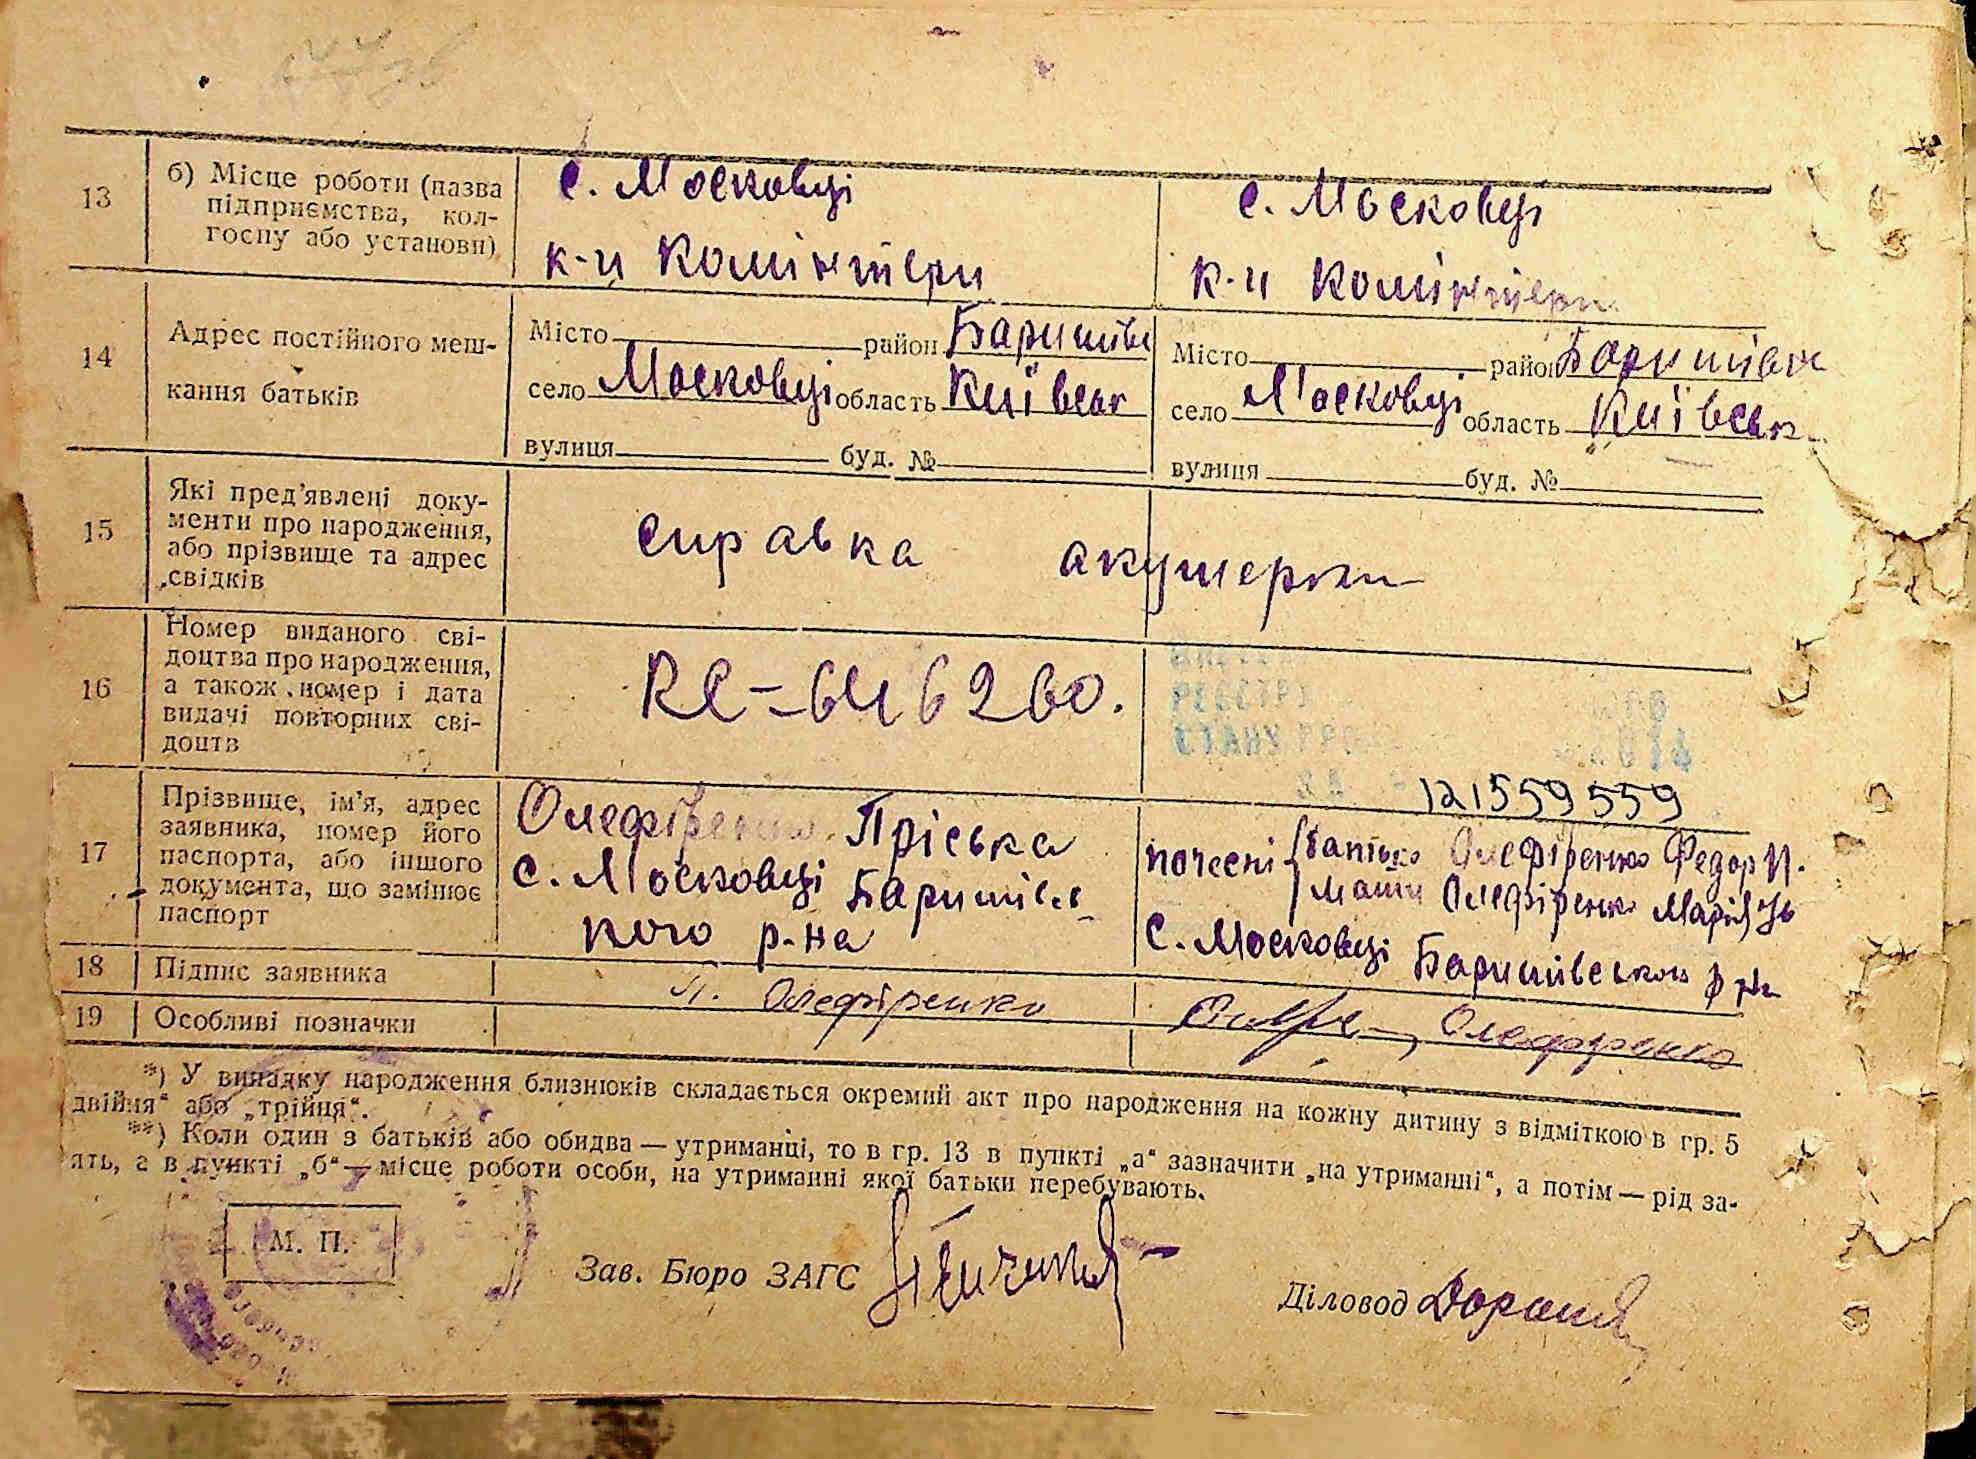 13
б) Місце роботи (назва
підприємства, кол-
госпу або установи)
с. Московці
к-и Комінтерн
с. Московці
к-и Комінтерн
14
Адрес постійного меш-
кання батьків
Місто район Баришівс
село Московці область Київськ
вулиця буд. №
Місто район Баришівск
село Московці область Київськ
вулиця буд. №
15
Які пред'явлені доку-
менти про народження,
або прізвище та адрес
свідків
справка акушерки
16
Номер виданого сві-
доцтва про народження,
а також номер і дата
видачі повторних сві-
доцтв
РЕЄСТР
СТАНУ
121559559
17
Прізвище, ім'я, адрес
заявника, номер його
паспорта, або іншого
документа, що замінює
паспорт
Олефіренко Пріська
с. Московці Баришівсь
кого р-на
батько Олефіренко Федор П.
мати Олефіренко Марія
с. Московці Баришівського р-на
18
Підпис заявника
П. Олефіренко
Олефіренко
19
Особливі позначки
*) У випадку народження близнюків складається окремий акт про народження на кожну дитину з відміткою в гр. 5
„двійня“ або „трійця“.
**) Коли один з батьків або обидва — утриманці, то в гр. 13 в пункті „а“ зазначити „на утриманні“, а потім — рід за-
ять, а в пункті „б“ — місце роботи особи, на утриманні якої батьки перебувають.
М. П.
Зав. Бюро ЗАГС
Діловод